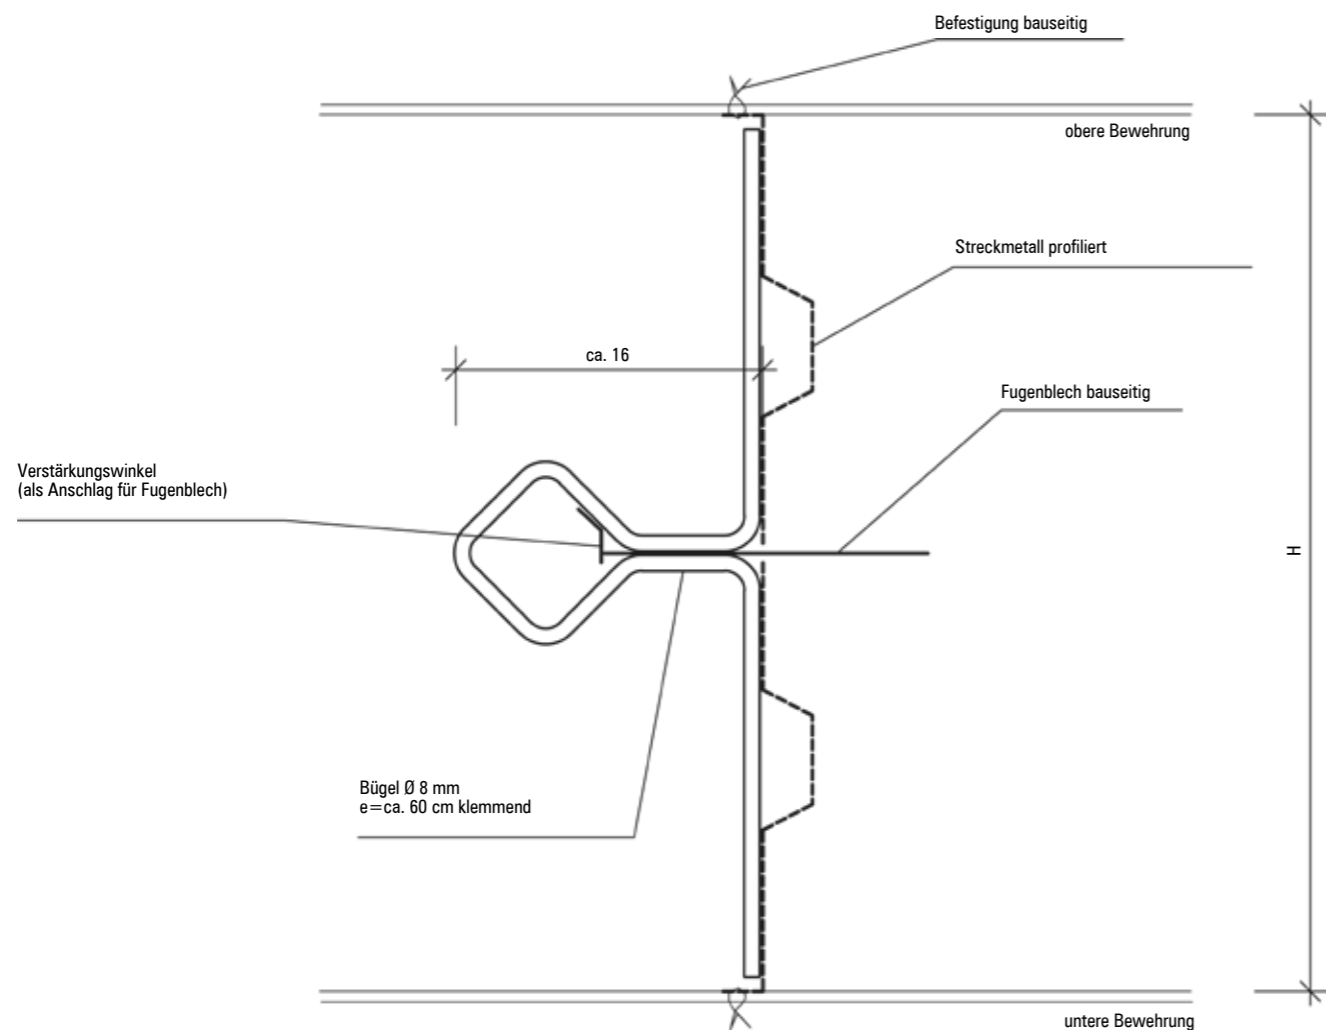 Befestigung bauseitig
obere Bewehrung
Streckmetall profiliert
ca. 16
Fugenblech bauseitig
Verstärkungswinkel
(als Anschlag für Fugenblech)
H
Bügel Ø 8 mm
e=ca. 60 cm klemmend
untere Bewehrung